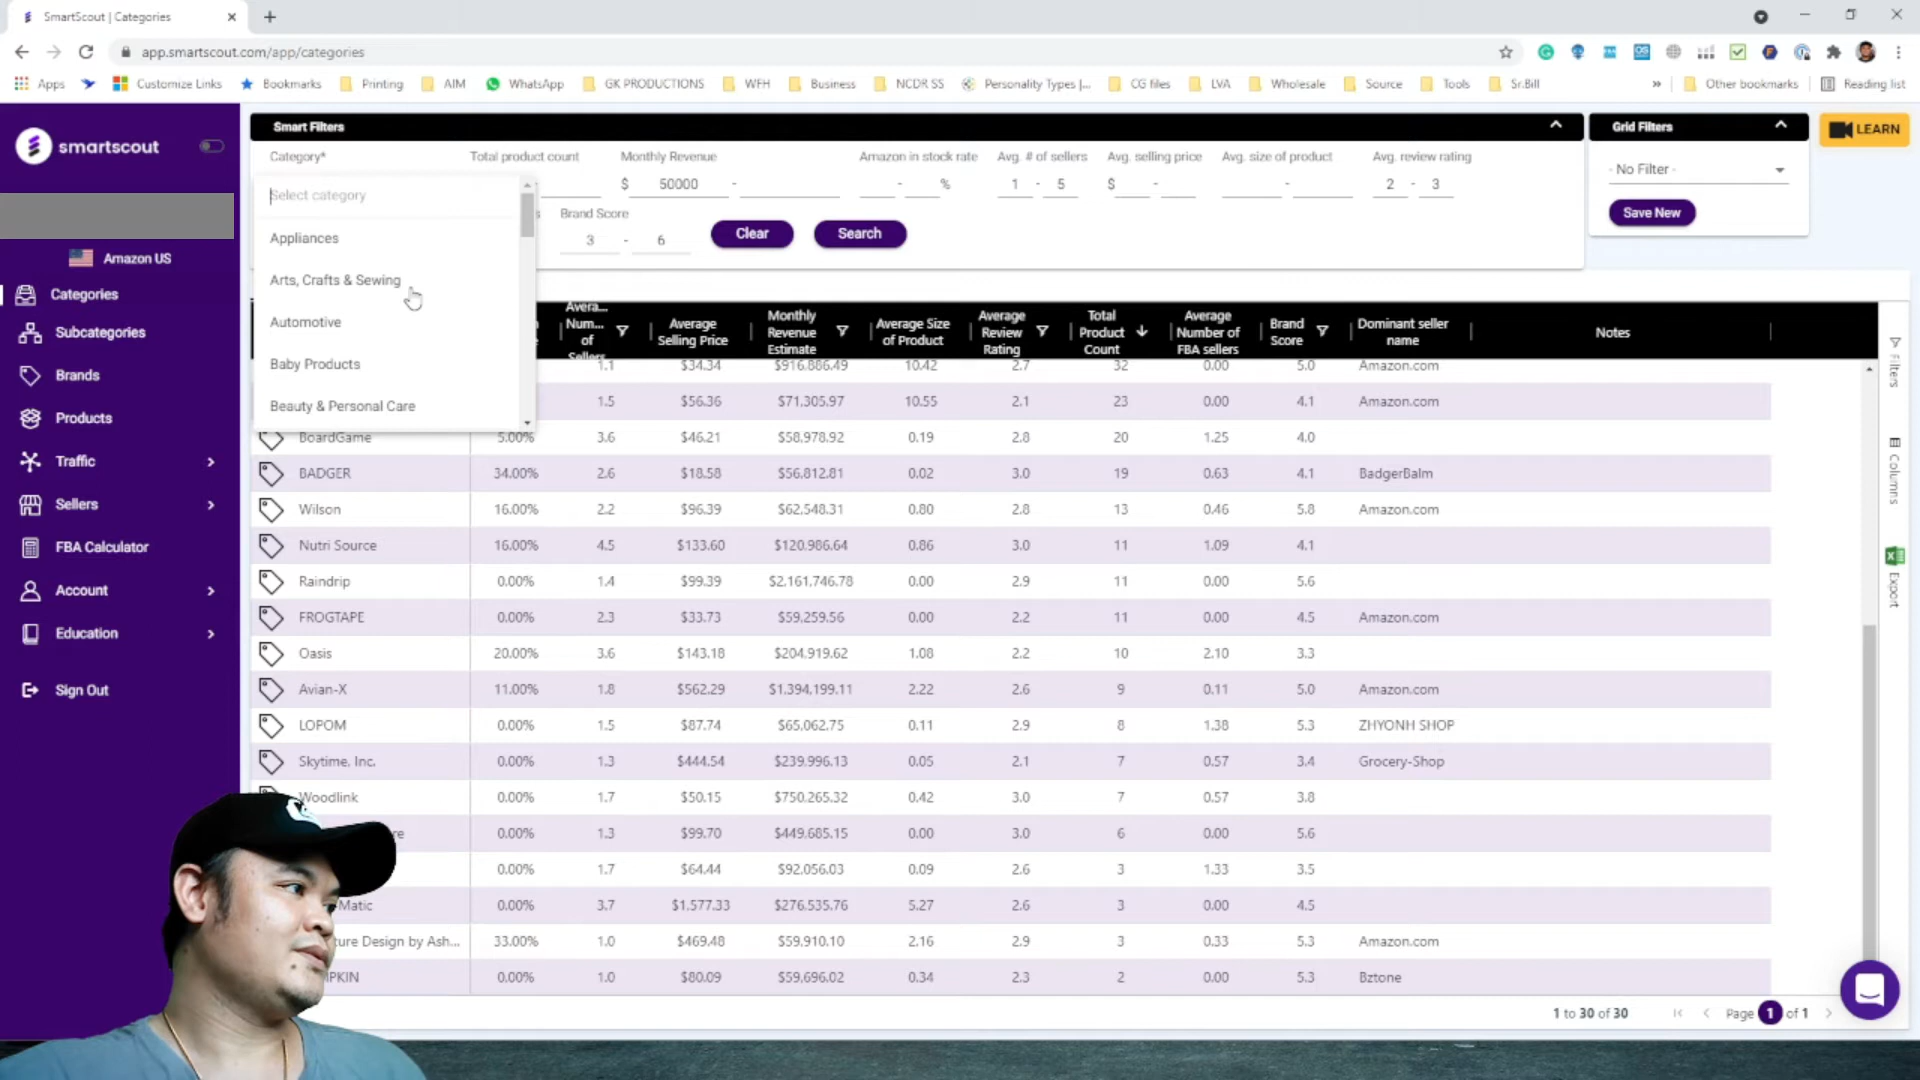 SmartScout | Categories
app.smartscout.com/app/categories
Apps Customize Links Bookmarks Printing AIM WhatsApp GK PRODUCTIONS WFH Business NCDR SS Personality Types |... CG files LVA Wholesale Source Tools Sr.Bill » Other bookmarks Reading list
smartscout
Amazon US
Categories
Subcategories
Brands
Products
Traffic
Sellers
FBA Calculator
Account
Education
Sign Out
Smart Filters
Category* Total product count Monthly Revenue Amazon in stock rate Avg. # of sellers Avg. selling price Avg. size of product Avg. review rating
$ 50000 - - % 1 - 5 $ - - 2 - 3
Brand Score
3 - 6 Clear Search
Select category
Appliances
Arts, Crafts & Sewing
Automotive
Baby Products
Beauty & Personal Care
Grid Filters
- No Filter -
Save New
LEARN
Avera... Num... of Sellers Average Selling Price Monthly Revenue Estimate Average Size of Product Average Review Rating Total Product Count Average Number of FBA sellers Brand Score Dominant seller name Notes
1.1 $34.34 $916.886.49 10.42 2.7 32 0.00 5.0 Amazon.com
1.5 $56.36 $71,305.97 10.55 2.1 23 0.00 4.1 Amazon.com
BoardGame 5.00% 3.6 $46.21 $58,978.92 0.19 2.8 20 1.25 4.0
BADGER 34.00% 2.6 $18.58 $56,812.81 0.02 3.0 19 0.63 4.1 BadgerBalm
Wilson 16.00% 2.2 $96.39 $62,548.31 0.80 2.8 13 0.46 5.8 Amazon.com
Nutri Source 16.00% 4.5 $133.60 $120,986.64 0.86 3.0 11 1.09 4.1
Raindrip 0.00% 1.4 $99.39 $2,161,746.78 0.00 2.9 11 0.00 5.6
FROGTAPE 0.00% 2.3 $33.73 $59,259.56 0.00 2.2 11 0.00 4.5 Amazon.com
Oasis 20.00% 3.6 $143.18 $204,919.62 1.08 2.2 10 2.10 3.3
Avian-X 11.00% 1.8 $562.29 $1,394,199.11 2.22 2.6 9 0.11 5.0 Amazon.com
LOPOM 0.00% 1.5 $87.74 $65,062.75 0.11 2.9 8 1.38 5.3 ZHYONH SHOP
Skytime, Inc. 0.00% 1.3 $444.54 $239,996.13 0.05 2.1 7 0.57 3.4 Grocery-Shop
Woodlink 0.00% 1.7 $50.15 $750,265.32 0.42 3.0 7 0.57 3.8
re 0.00% 1.3 $99.70 $449,685.15 0.00 3.0 6 0.00 5.6
0.00% 1.7 $64.44 $92,056.03 0.09 2.6 3 1.33 3.5
Matic 0.00% 3.7 $1,577.33 $276,535.76 5.27 2.6 3 0.00 4.5
ture Design by Ash... 33.00% 1.0 $469.48 $59,910.10 2.16 2.9 3 0.33 5.3 Amazon.com
PKIN 0.00% 1.0 $80.09 $59,696.02 0.34 2.3 2 0.00 5.3 Bztone
Filters
Columns
Export
1 to 30 of 30 Page 1 of 1